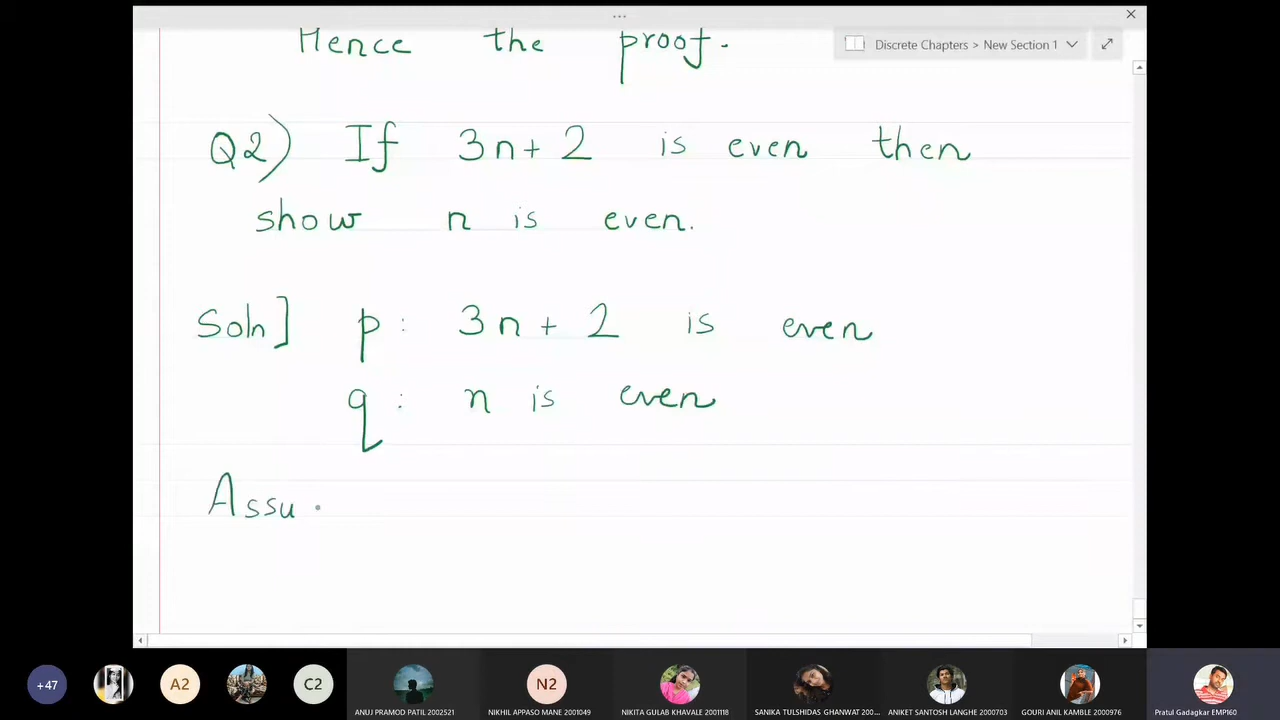 Hence the proof.
Discrete Chapters > New Section 1
Q2) If 3n + 2 is even then
show n is even.
Soln] p : 3n + 2 is even
q : n is even
Assu
+47
A2
C2
N2
ANUJ PRAMOD PATIL 2002521
NIKHIL APPASO MANE 2001049
NIKITA GULAB KHAVALE 2001118
SANIKA TULSHIDAS GHANWAT 200...
ANIKET SANTOSH LANGHE 2000703
GOURI ANIL KAMBLE 2000976
Pratul Gadagkar EMP160